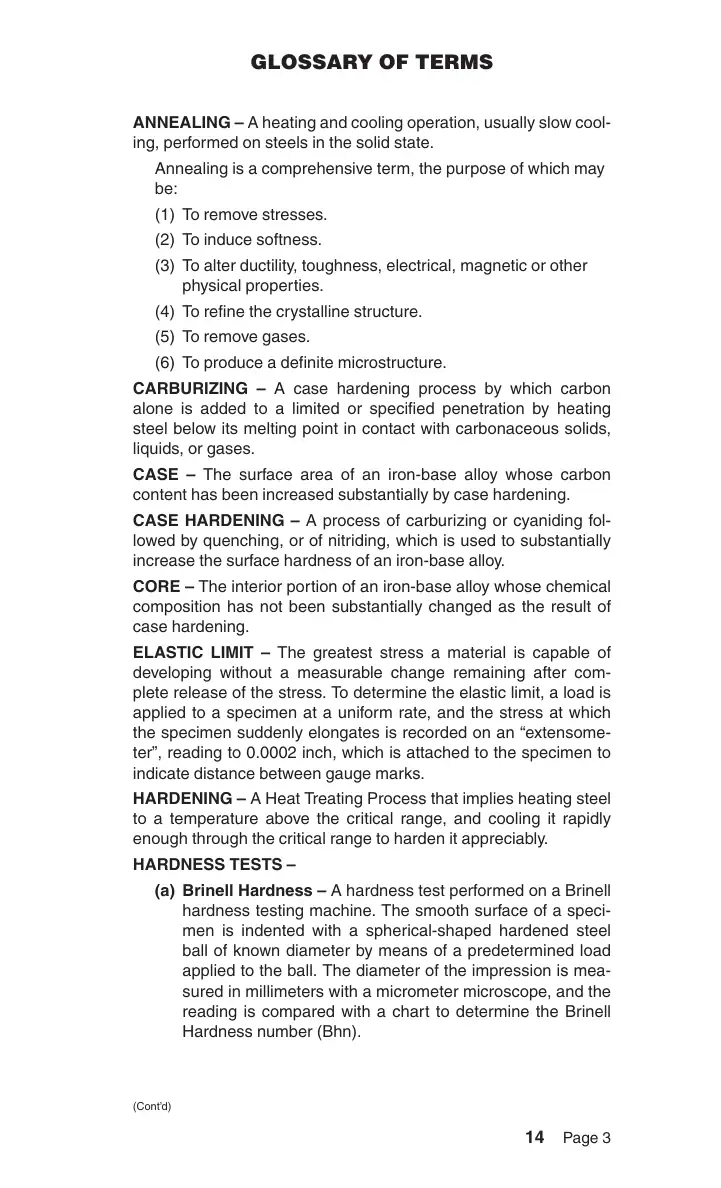 GLOSSARY OF TERMS
ANNEALING – A heating and cooling operation, usually slow cool-
ing, performed on steels in the solid state.
Annealing is a comprehensive term, the purpose of which may
be:
(1) To remove stresses.
(2) To induce softness.
(3) To alter ductility, toughness, electrical, magnetic or other
physical properties.
(4) To refine the crystalline structure.
(5) To remove gases.
(6) To produce a definite microstructure.
CARBURIZING – A case hardening process by which carbon
alone is added to a limited or specified penetration by heating
steel below its melting point in contact with carbonaceous solids,
liquids, or gases.
CASE – The surface area of an iron-base alloy whose carbon
content has been increased substantially by case hardening.
CASE HARDENING – A process of carburizing or cyaniding fol-
lowed by quenching, or of nitriding, which is used to substantially
increase the surface hardness of an iron-base alloy.
CORE – The interior portion of an iron-base alloy whose chemical
composition has not been substantially changed as the result of
case hardening.
ELASTIC LIMIT – The greatest stress a material is capable of
developing without a measurable change remaining after com-
plete release of the stress. To determine the elastic limit, a load is
applied to a specimen at a uniform rate, and the stress at which
the specimen suddenly elongates is recorded on an “extensome-
ter”, reading to 0.0002 inch, which is attached to the specimen to
indicate distance between gauge marks.
HARDENING – A Heat Treating Process that implies heating steel
to a temperature above the critical range, and cooling it rapidly
enough through the critical range to harden it appreciably.
HARDNESS TESTS –
(a) Brinell Hardness – A hardness test performed on a Brinell
hardness testing machine. The smooth surface of a speci-
men is indented with a spherical-shaped hardened steel
ball of known diameter by means of a predetermined load
applied to the ball. The diameter of the impression is mea-
sured in millimeters with a micrometer microscope, and the
reading is compared with a chart to determine the Brinell
Hardness number (Bhn).
(Cont’d)
14 Page 3